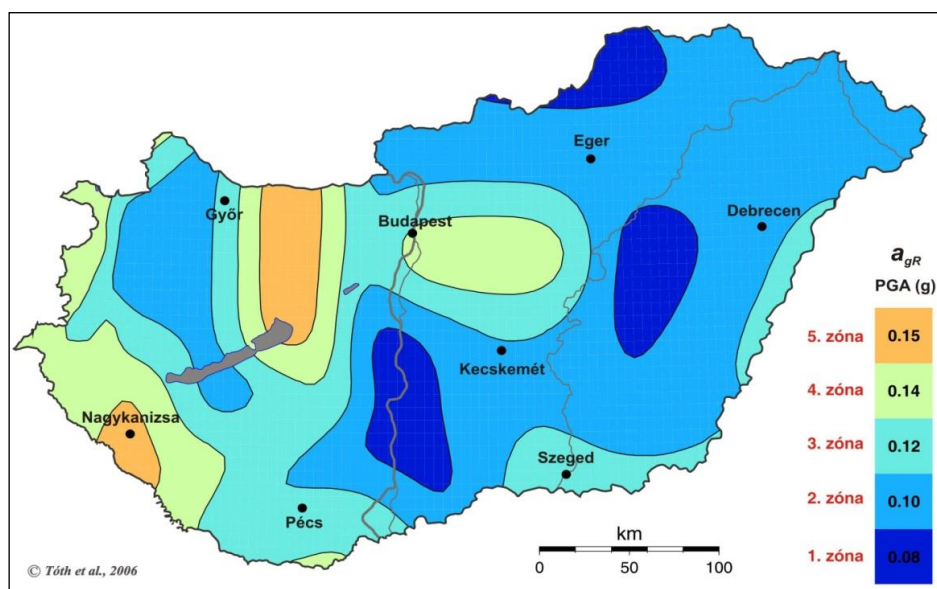 Eger
Győr
Budapest
Debrecen
a_gR
PGA (g)
5. zóna 0.15
Kecskemét
4. zóna 0.14
Nagykanizsa
3. zóna 0.12
Szeged
2. zóna 0.10
Pécs
km
1. zóna 0.08
0 50 100
© Tóth et al., 2006